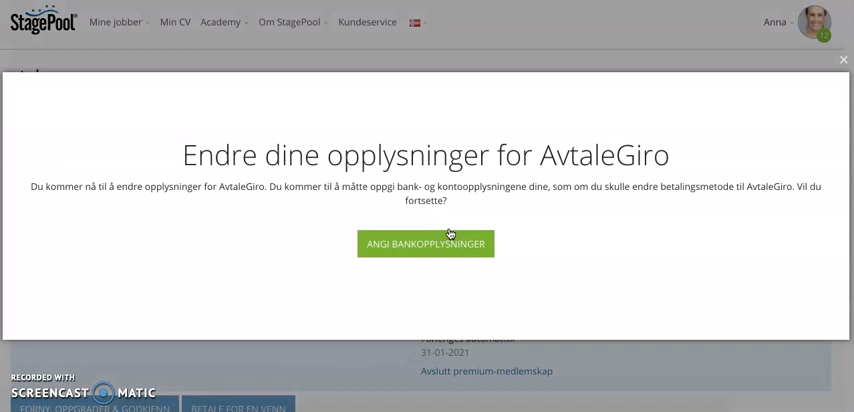 StagePool
Mine jobber
Min CV
Academy
Om StagePool
Kundeservice
Anna
12
×
Endre dine opplysninger for AvtaleGiro
Du kommer nå til å endre opplysninger for AvtaleGiro. Du kommer til å måtte oppgi bank- og kontoopplysningene dine, som om du skulle endre betalingsmetode til AvtaleGiro. Vil du
fortsette?
ANGI BANKOPPLYSNINGER
automatisk
31-01-2021
Avslutt premium-medlemskap
RECORDED WITH
SCREENCAST MATIC
FORNY, OPPGRADER & GODKJENN
BETALE FOR EN VENN